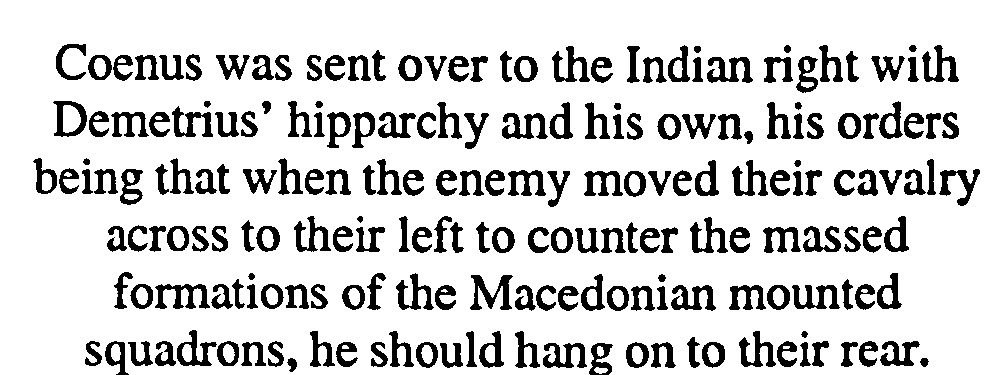 Coenus was sent over to the Indian right with
Demetrius' hipparchy and his own, his orders
being that when the enemy moved their cavalry
across to their left to counter the massed
formations of the Macedonian mounted
squadrons, he should hang on to their rear.